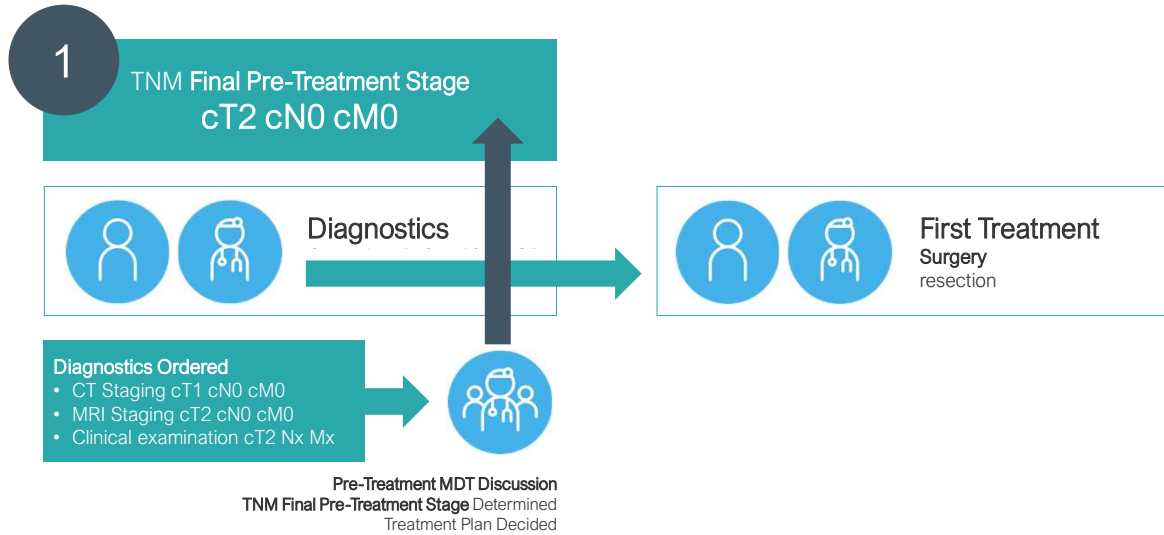 1
TNM Final Pre-Treatment Stage
cT2 cN0 cM0
Diagnostics
First Treatment
Surgery
resection
Diagnostics Ordered
• CT Staging cT1 cN0 cM0
• MRI Staging cT2 cN0 cM0
• Clinical examination cT2 Nx Mx
Pre-Treatment MDT Discussion
TNM Final Pre-Treatment Stage Determined
Treatment Plan Decided